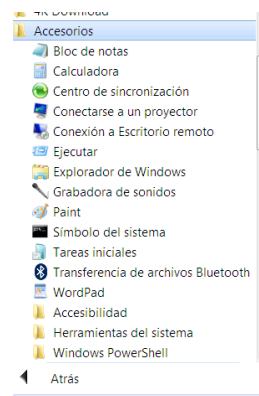 4K Download
Accesorios
Bloc de notas
Calculadora
Centro de sincronización
Conectarse a un proyector
Conexión a Escritorio remoto
Ejecutar
Explorador de Windows
Grabadora de sonidos
Paint
Símbolo del sistema
Tareas iniciales
Transferencia de archivos Bluetooth
WordPad
Accesibilidad
Herramientas del sistema
Windows PowerShell
Atrás